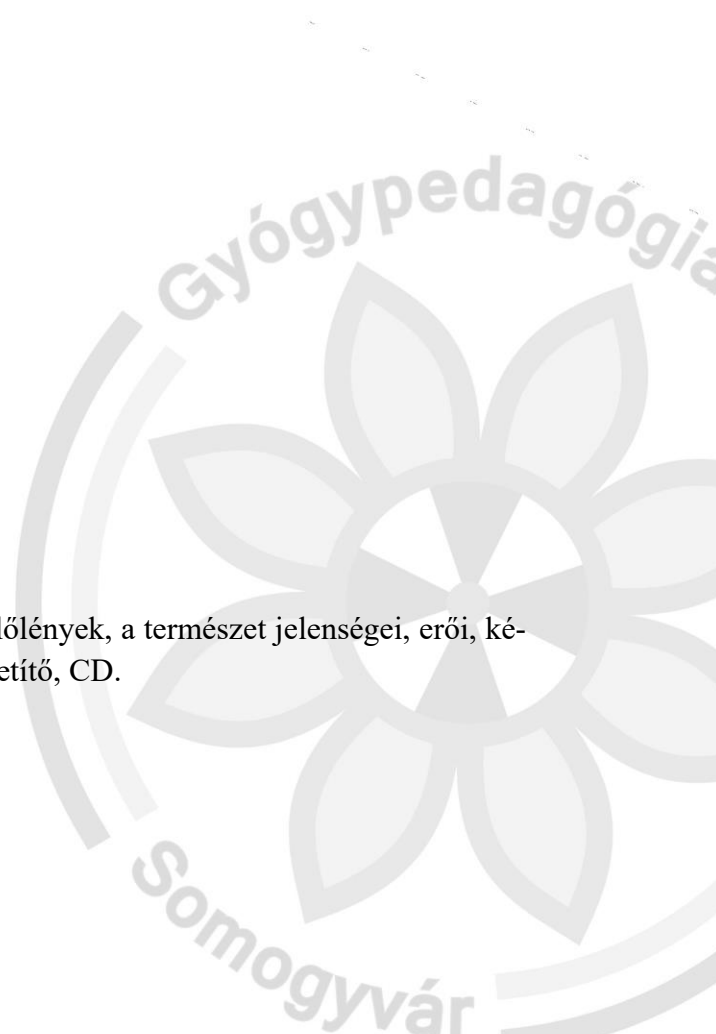 Gyógypedagógia
lőlények, a természet jelenségei, erői, ké-
etítő, CD.
Somogyvár